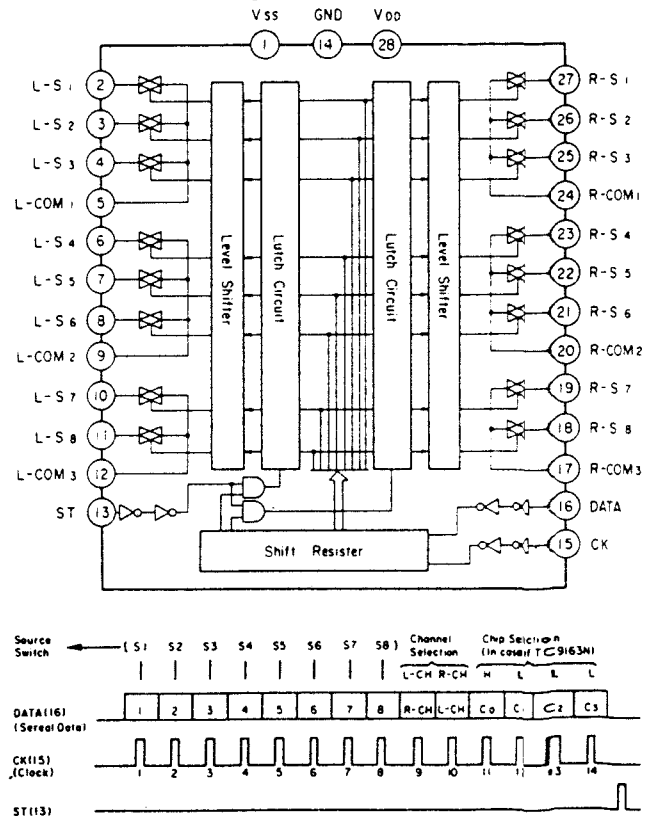 VSS GND VDD
1 14 28
L-S1 2 27 R-S1
L-S2 3 26 R-S2
L-S3 4 25 R-S3
L-COM1 5 24 R-COM1
L-S4 6 23 R-S4
L-S5 7 22 R-S5
L-S6 8 21 R-S6
L-COM2 9 20 R-COM2
L-S7 10 19 R-S7
L-S8 11 18 R-S8
L-COM3 12 17 R-COM3
ST 13 16 DATA
15 CK
Level Shifter
Lutch Circuit
Lutch Circuit
Level Shifter
Shift Resister
Source Switch
( S1 S2 S3 S4 S5 S6 S7 S8 )
Channel Selection
L-CH R-CH
Chip Selction
(In casaif TC9163N)
H L L L
DATA(16)
(Sereal Deta)
1 2 3 4 5 6 7 8 R-CH L-CH C0 C1 C2 C3
CK(15)
(Clock)
1 2 3 4 5 6 7 8 9 10 11 14
ST(13)